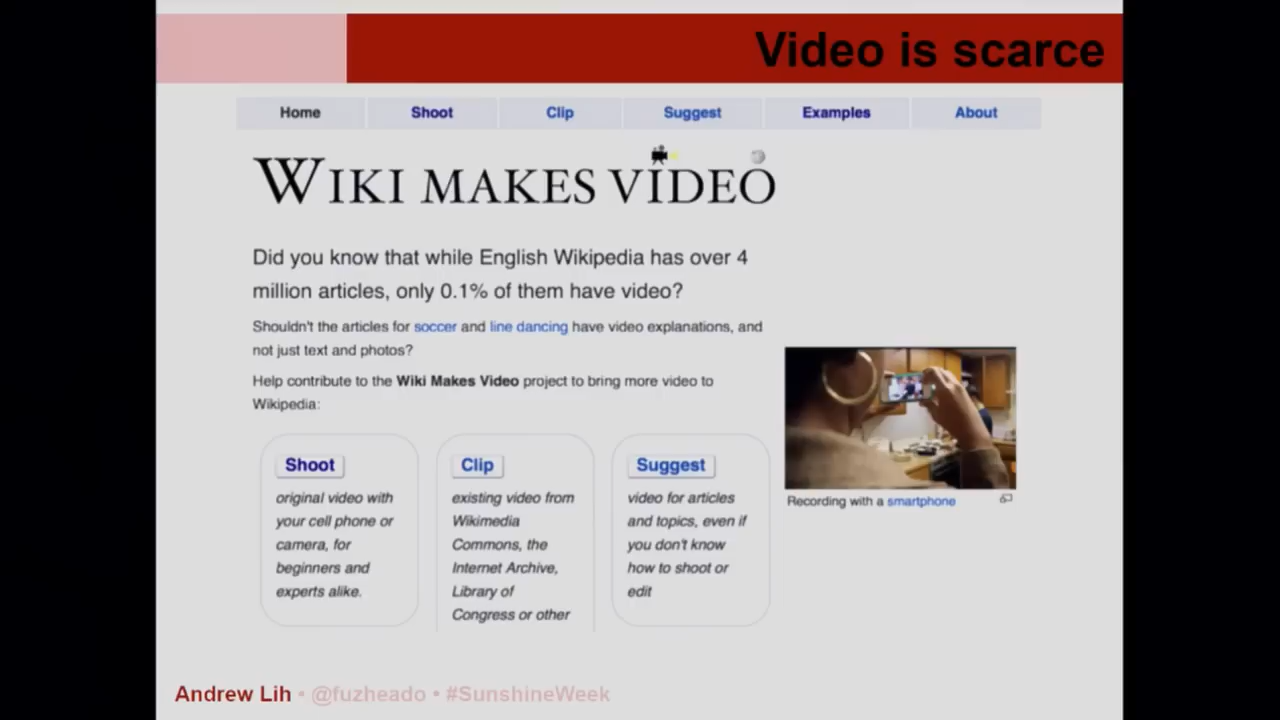 Video is scarce
Home Shoot Clip Suggest Examples About
WIKI MAKES VIDEO
Did you know that while English Wikipedia has over 4
million articles, only 0.1% of them have video?
Shouldn't the articles for soccer and line dancing have video explanations, and
not just text and photos?
Help contribute to the Wiki Makes Video project to bring more video to
Wikipedia:
Shoot
original video with
your cell phone or
camera, for
beginners and
experts alike.
Clip
existing video from
Wikimedia
Commons, the
Internet Archive,
Library of
Congress or other
Suggest
video for articles
and topics, even if
you don't know
how to shoot or
edit
Recording with a smartphone
Andrew Lih • @fuzheado • #SunshineWeek